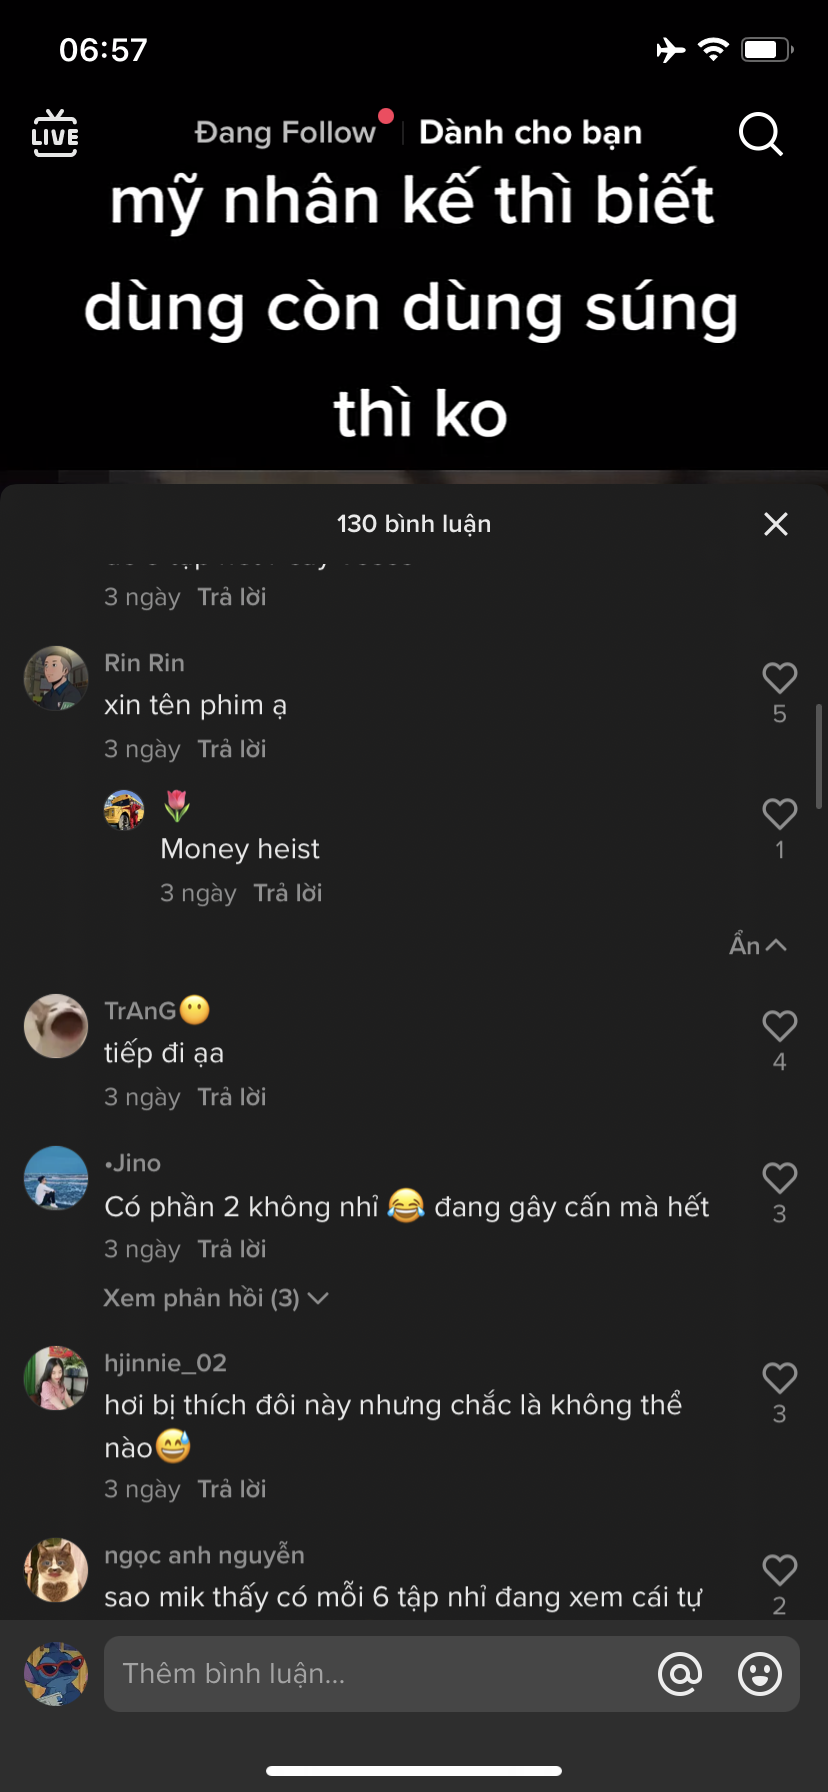 06:57
LIVE
Đang Follow
Dành cho bạn
mỹ nhân kế thì biết
dùng còn dùng súng
thì ko
130 bình luận
3 ngày Trả lời
Rin Rin
xin tên phim ạ
5
3 ngày Trả lời
Money heist
1
3 ngày Trả lời
Ẩn
TrAnG😶
tiếp đi ạa
4
3 ngày Trả lời
•Jino
Có phần 2 không nhỉ 😂 đang gây cấn mà hết
3
3 ngày Trả lời
Xem phản hồi (3)
hjinnie_02
hơi bị thích đôi này nhưng chắc là không thể
3
nào😅
3 ngày Trả lời
ngọc anh nguyễn
sao mik thấy có mỗi 6 tập nhỉ đang xem cái tự
2
Thêm bình luận...